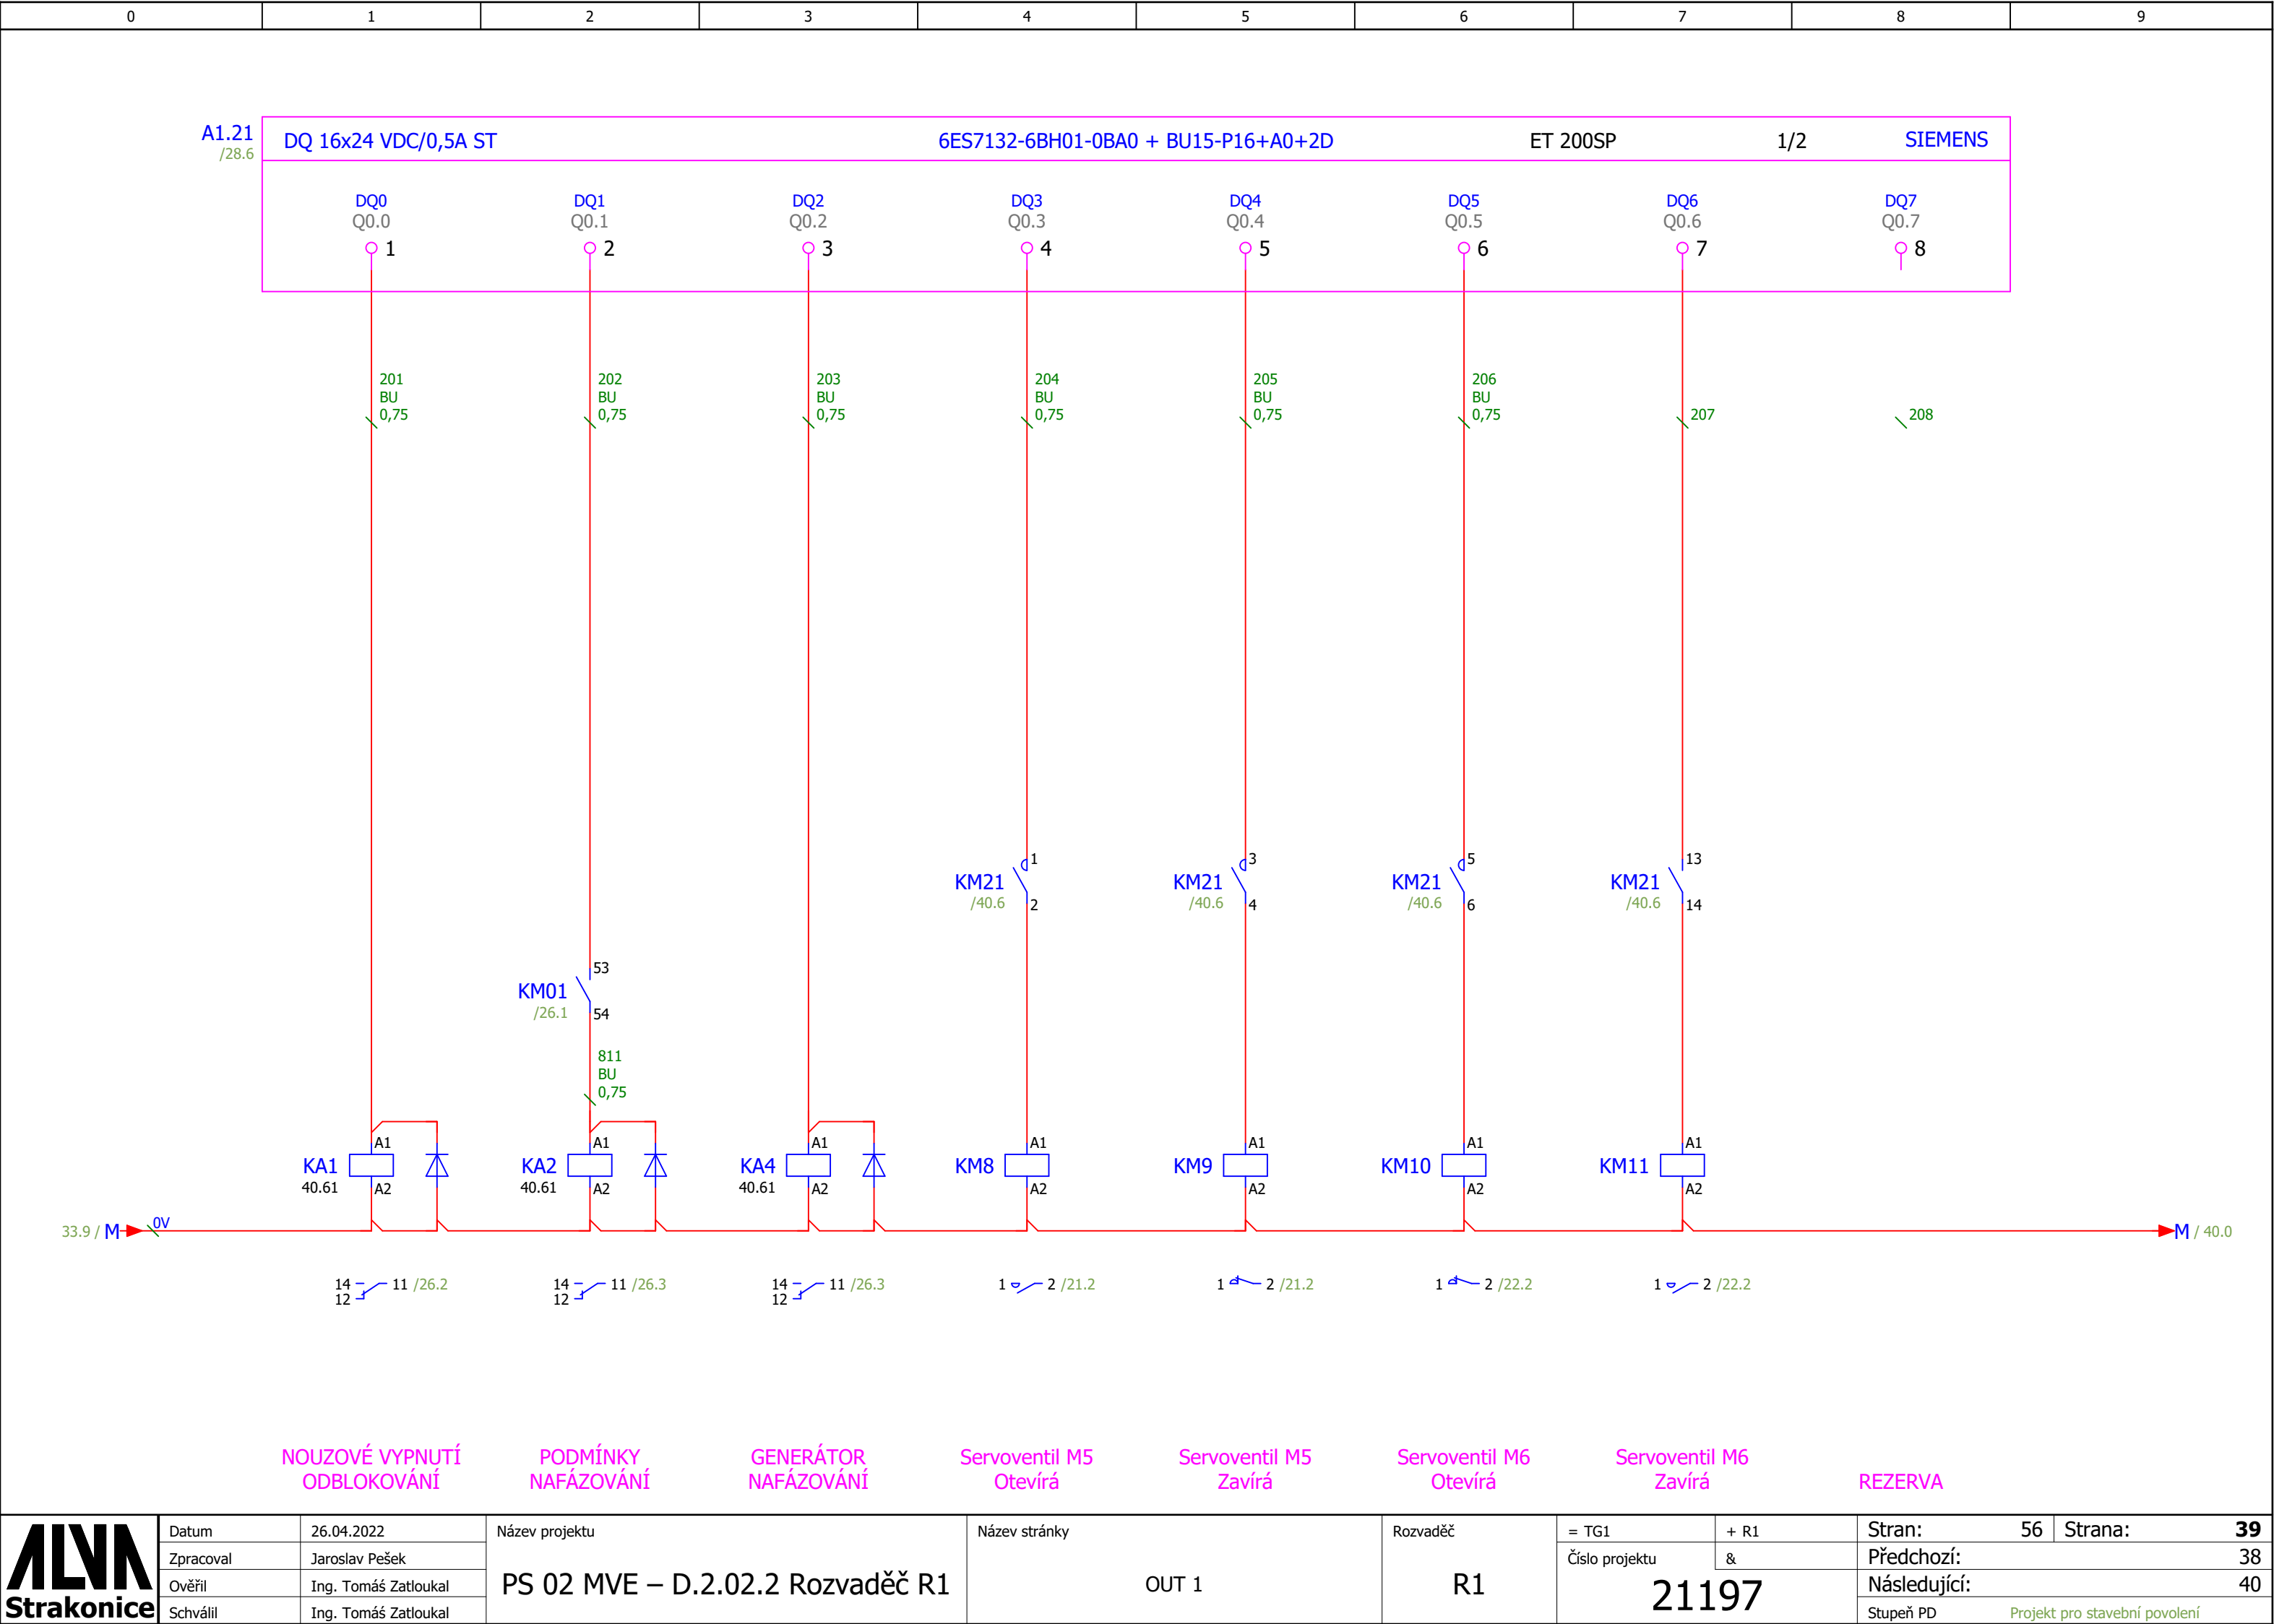 0 1 2 3 4 5 6 7 8 9
A1.21
/28.6
DQ 16x24 VDC/0,5A ST 6ES7132-6BH01-0BA0 + BU15-P16+A0+2D ET 200SP 1/2 SIEMENS
DQ0 DQ1 DQ2 DQ3 DQ4 DQ5 DQ6 DQ7
Q0.0 Q0.1 Q0.2 Q0.3 Q0.4 Q0.5 Q0.6 Q0.7
1 2 3 4 5 6 7 8
201 202 203 204 205 206
BU BU BU BU BU BU
0,75 0,75 0,75 0,75 0,75 0,75 207 208
1 3 5 13
KM21 KM21 KM21 KM21
/40.6 /40.6 /40.6 /40.6
2 4 6 14
53
KM01
/26.1
54
811
BU
0,75
A1 A1 A1 A1 A1 A1 A1
KA1 KA2 KA4 KM8 KM9 KM10 KM11
40.61 40.61 40.61
A2 A2 A2 A2 A2 A2 A2
33.9 / M 0V M / 40.0
14 11 /26.2 14 11 /26.3 14 11 /26.3 1 2 /21.2 1 2 /21.2 1 2 /22.2 1 2 /22.2
12 12 12
NOUZOVÉ VYPNUTÍ PODMÍNKY GENERÁTOR Servoventil M5 Servoventil M5 Servoventil M6 Servoventil M6
ODBLOKOVÁNÍ NAFÁZOVÁNÍ NAFÁZOVÁNÍ Otevírá Zavírá Otevírá Zavírá REZERVA
ALVA
Strakonice
Datum 26.04.2022
Zpracoval Jaroslav Pešek
Ověřil Ing. Tomáš Zatloukal
Schválil Ing. Tomáš Zatloukal
Název projektu
PS 02 MVE – D.2.02.2 Rozvaděč R1
Název stránky
OUT 1
Rozvaděč
R1
= TG1 + R1
Číslo projektu &
21197
Stran: 56 Strana: 39
Předchozí: 38
Následující: 40
Stupeň PD Projekt pro stavební povolení